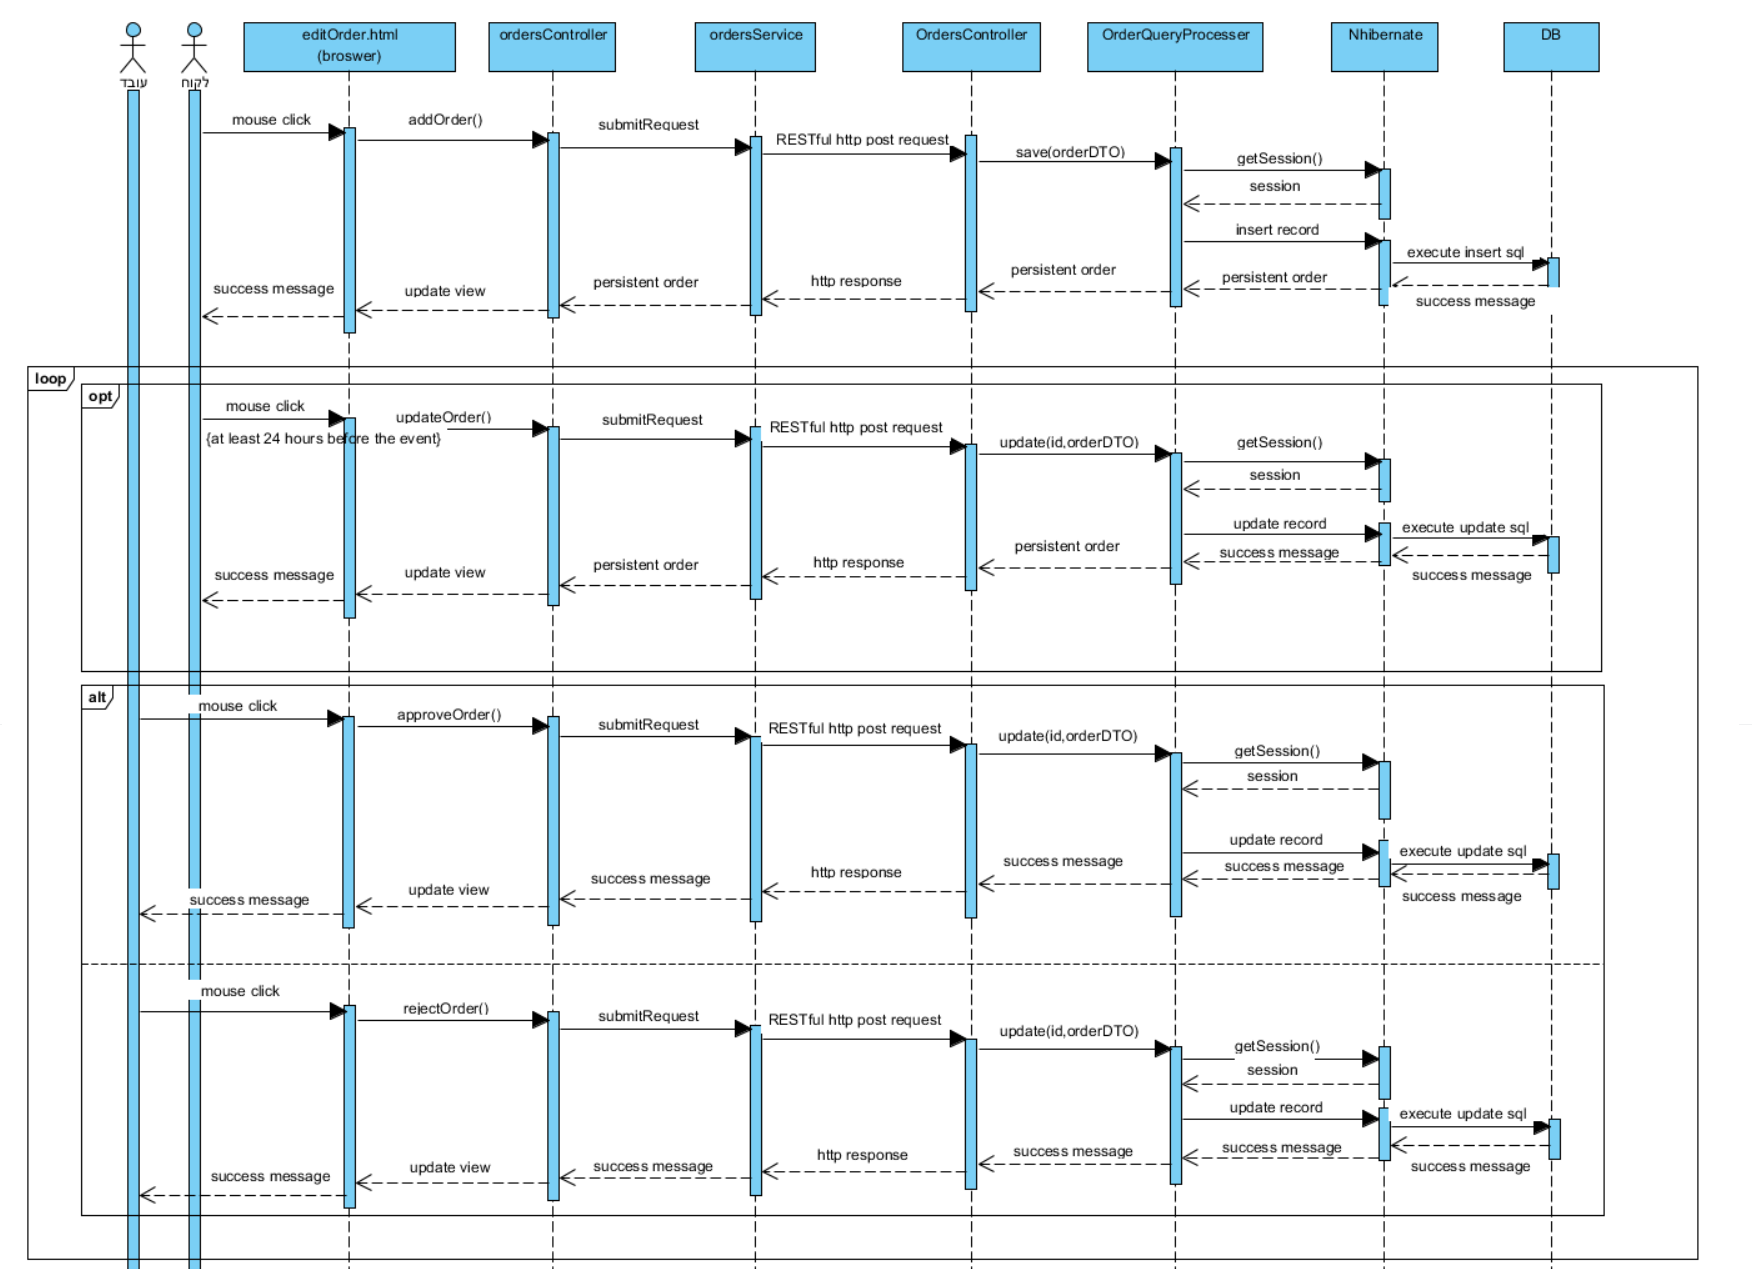 עובד
לקוח
editOrder.html
(broswer)
ordersController
ordersService
OrdersController
OrderQueryProcesser
Nhibernate
DB
mouse click
addOrder()
submitRequest
RESTful http post request
save(orderDTO)
getSession()
session
insert record
execute insert sql
success message
persistent order
persistent order
http response
persistent order
update view
success message
loop
opt
mouse click
{at least 24 hours before the event}
updateOrder()
submitRequest
RESTful http post request
update(id,orderDTO)
getSession()
session
update record
execute update sql
success message
success message
persistent order
http response
persistent order
update view
success message
alt
mouse click
approveOrder()
submitRequest
RESTful http post request
update(id,orderDTO)
getSession()
session
update record
execute update sql
success message
success message
success message
http response
success message
update view
success message
mouse click
rejectOrder()
submitRequest
RESTful http post request
update(id,orderDTO)
getSession()
session
update record
execute update sql
success message
success message
success message
http response
success message
update view
success message